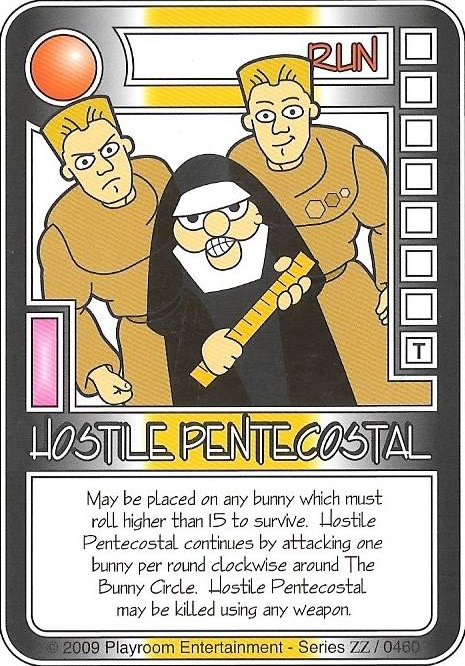 RUN
T
HOSTILE PENTECOSTAL
May be placed on any bunny which must
roll higher than 15 to survive. Hostile
Pentecostal continues by attacking one
bunny per round clockwise around The
Bunny Circle. Hostile Pentecostal
may be killed using any weapon.
© 2009 Playroom Entertainment - Series ZZ / 0460